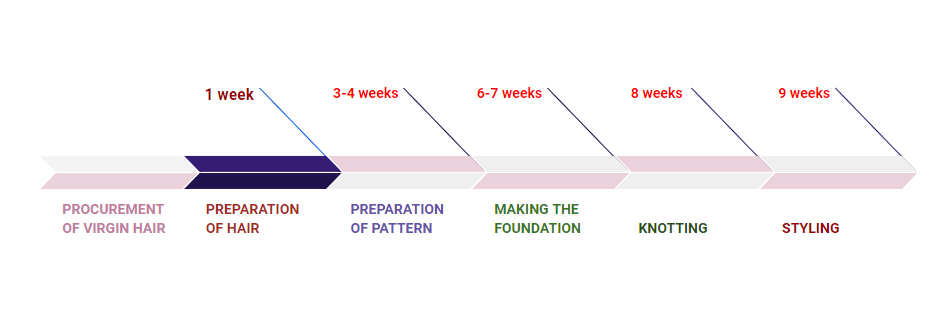 1 week
3-4 weeks
6-7 weeks
8 weeks
9 weeks
PROCUREMENT
OF VIRGIN HAIR
PREPARATION
OF HAIR
PREPARATION
OF PATTERN
MAKING THE
FOUNDATION
KNOTTING
STYLING